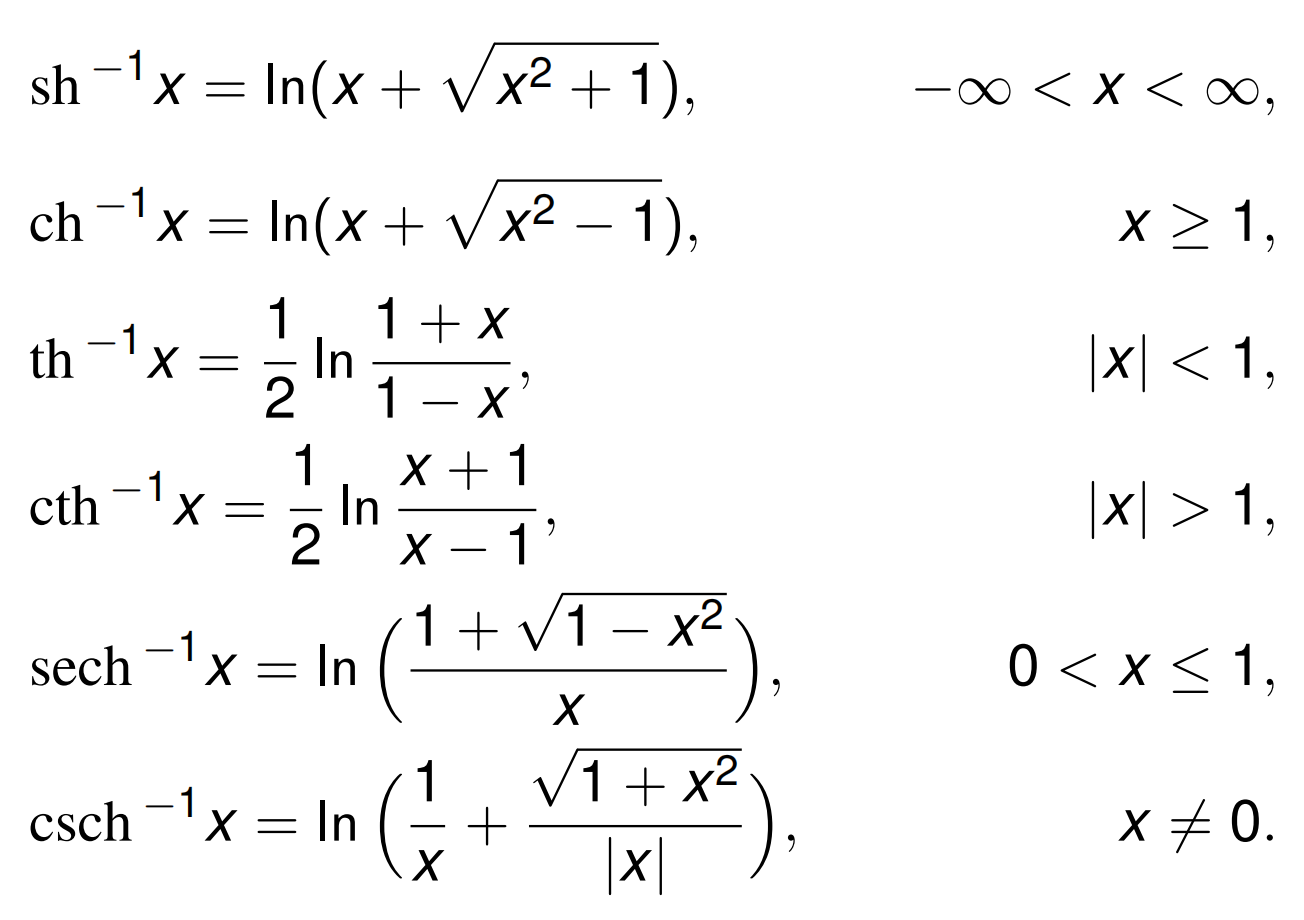 sh⁻¹x = ln(x + √(x² + 1)), −∞ < x < ∞,
ch⁻¹x = ln(x + √(x² − 1)), x ≥ 1,
th⁻¹x = 1/2 ln (1 + x)/(1 − x), |x| < 1,
cth⁻¹x = 1/2 ln (x + 1)/(x − 1), |x| > 1,
sech⁻¹x = ln((1 + √(1 − x²))/x), 0 < x ≤ 1,
csch⁻¹x = ln(1/x + √(1 + x²)/|x|), x ≠ 0.